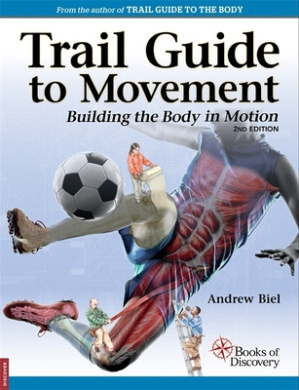 From the author of TRAIL GUIDE TO THE BODY
Trail Guide
to Movement
Building the Body in Motion
2ND EDITION
Andrew Biel
Books of
Discovery
DISCOVER